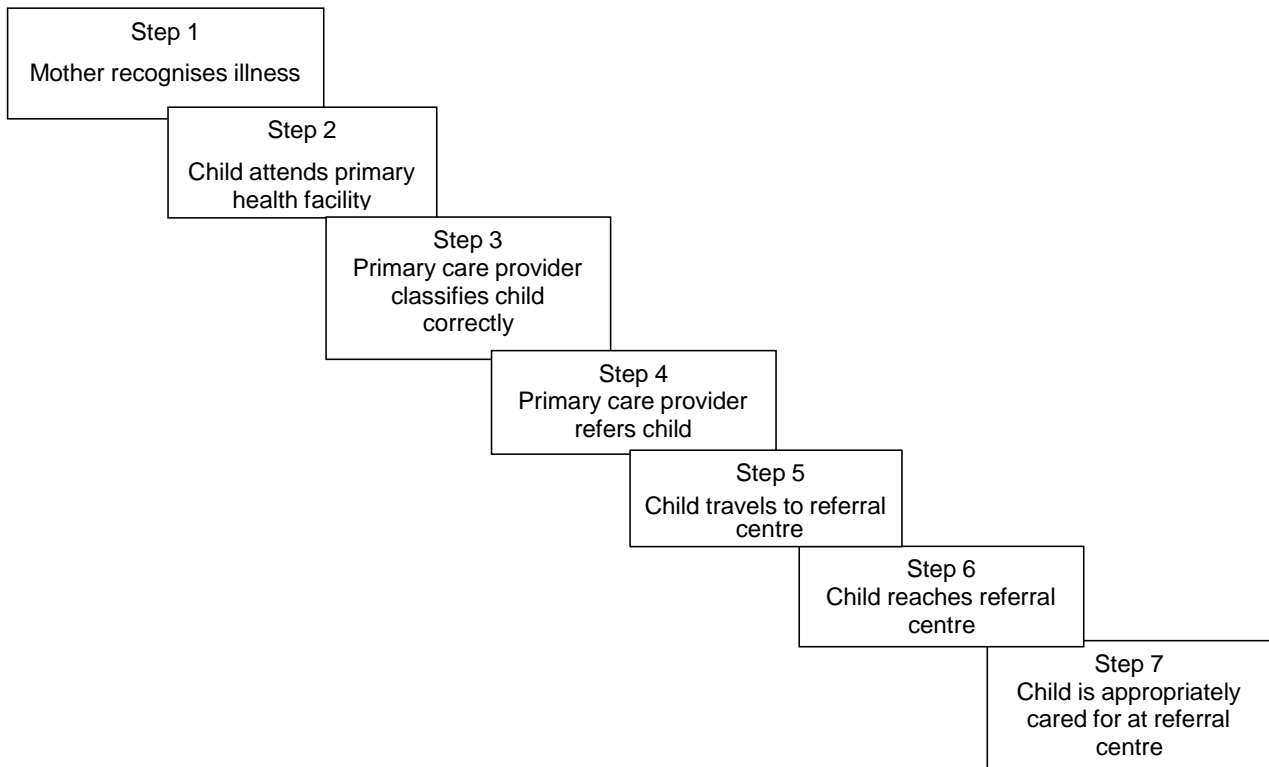 Step 1
Mother recognises illness
Step 2
Child attends primary
health facility
Step 3
Primary care provider
classifies child
correctly
Step 4
Primary care provider
refers child
Step 5
Child travels to referral
centre
Step 6
Child reaches referral
centre
Step 7
Child is appropriately
cared for at referral
centre